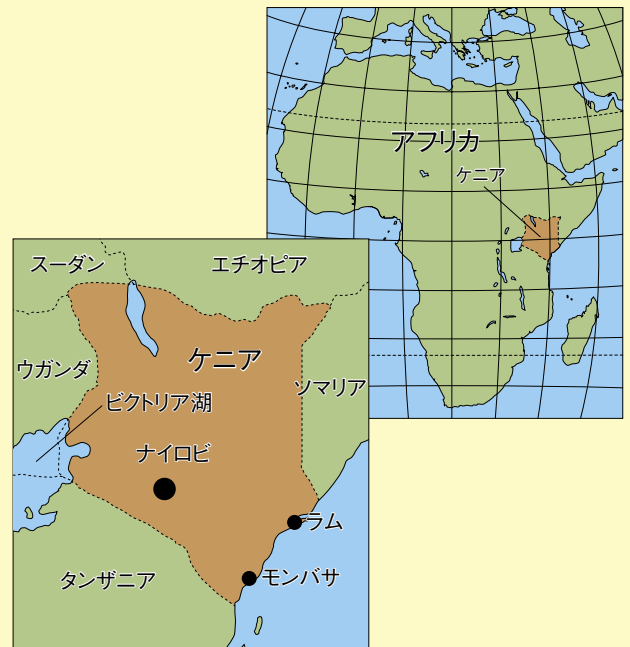 アフリカ
ケニア
スーダン
エチオピア
ケニア
ウガンダ
ソマリア
ビクトリア湖
ナイロビ
ラム
タンザニア
モンバサ